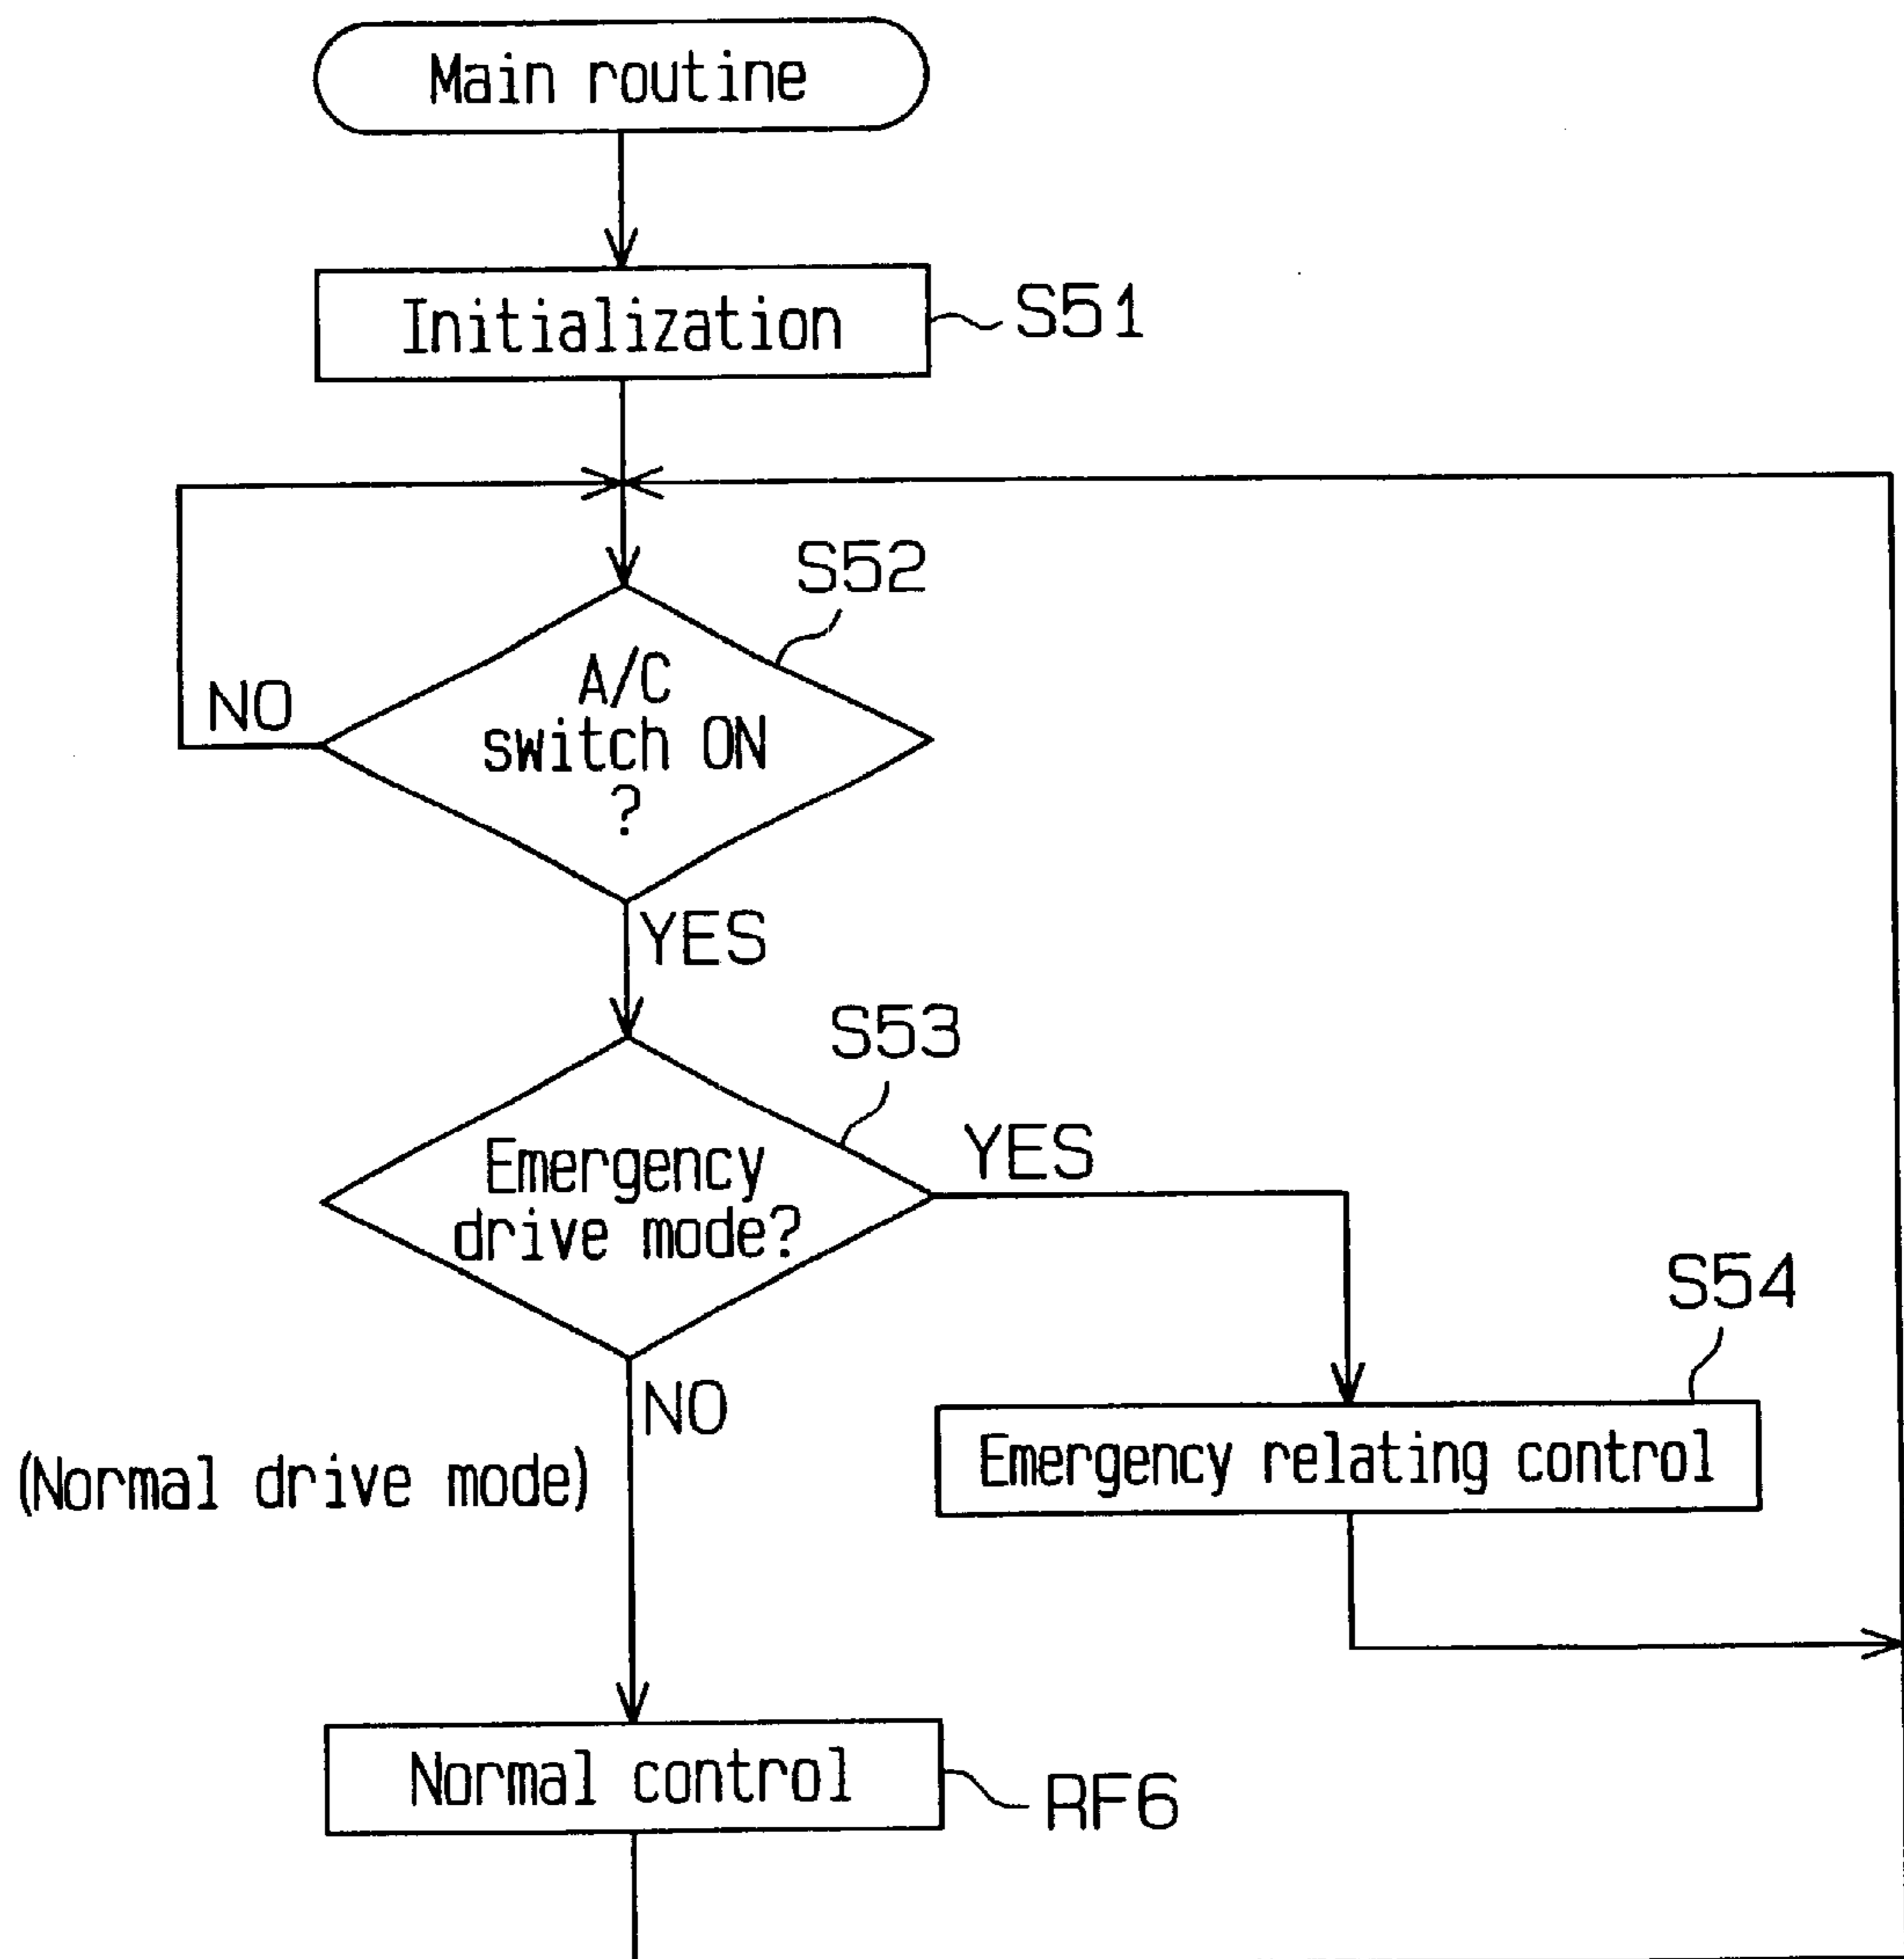 Main routine
Initialization
S51
S52
A/C
switch ON
?
NO
YES
S53
Emergency
drive mode?
YES
S54
NO
(Normal drive mode)
Emergency relating control
Normal control
RF6